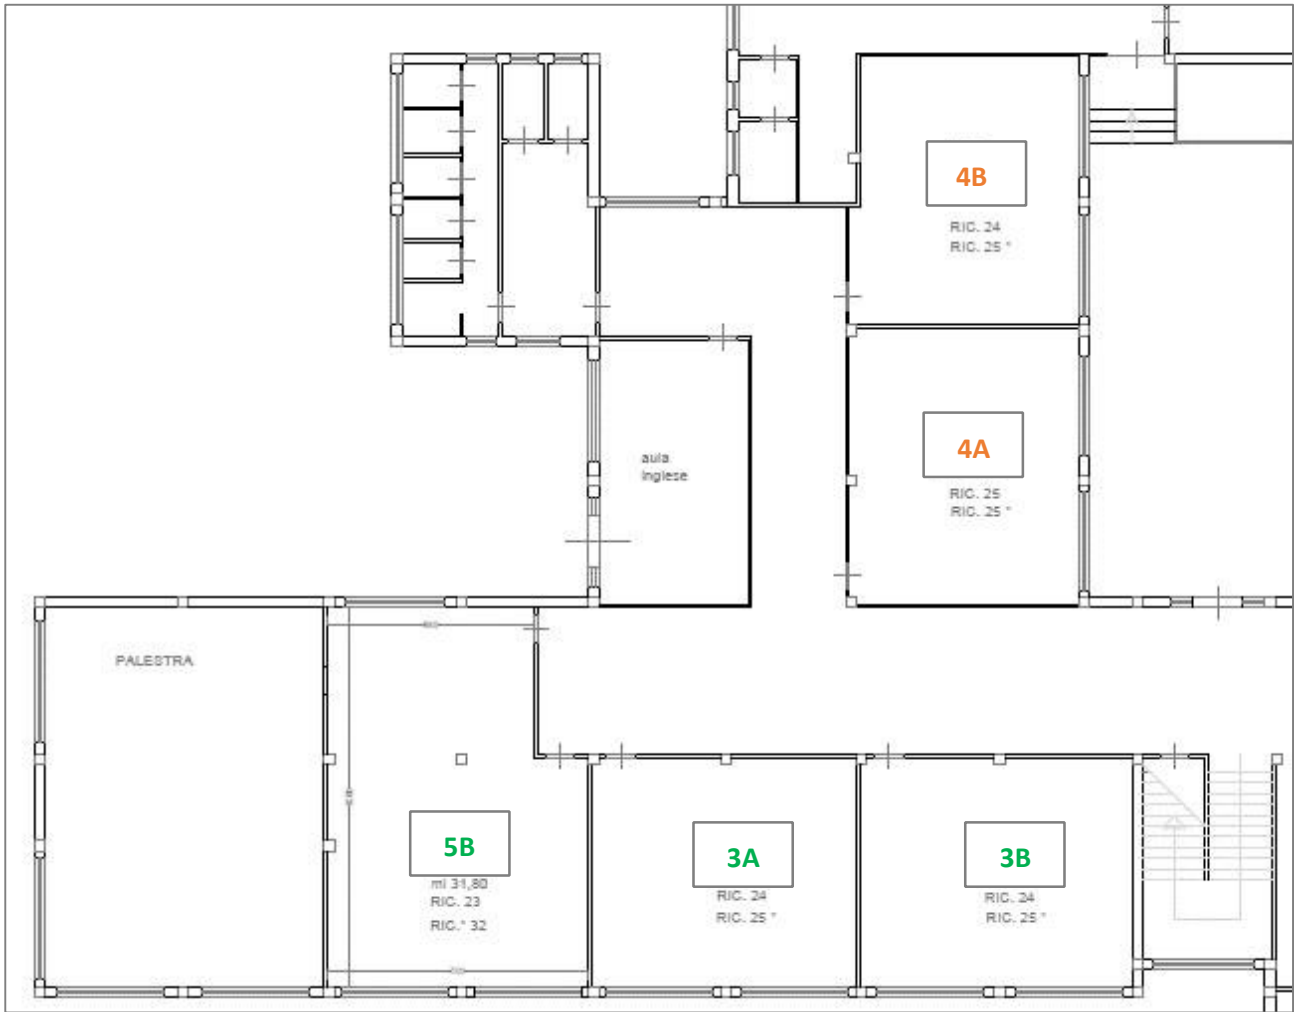 4B
RIC. 24
RIC. 25 *
4A
RIC. 25
RIC. 25 *
aula
inglese
PALESTRA
5B
ml 31,80
RIC. 23
RIC.* 32
3A
RIC. 24
RIC. 25 *
3B
RIC. 24
RIC. 25 *